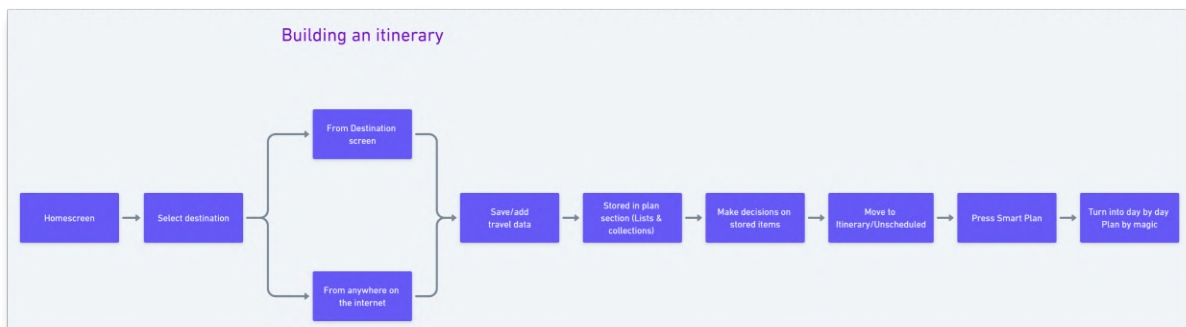 Building an itinerary
Homescreen
Select destination
From Destination
screen
From anywhere on
the internet
Save/add
travel data
Stored in plan
section (Lists &
collections)
Make decisions on
stored items
Move to
Itinerary/Unscheduled
Press Smart Plan
Turn into day by day
Plan by magic